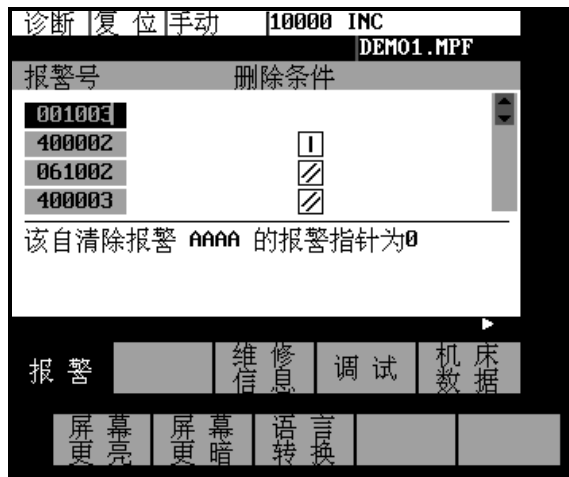 诊断 复 位 手动 10000 INC
DEMO1.MPF
报警号 删除条件
001003
400002
061002
400003
该自清除报警 AAAA 的报警指针为0
报 警 维 修 信 息 调 试 机 床 数 据
屏 幕 更 亮 屏 幕 更 暗 语 言 转 换